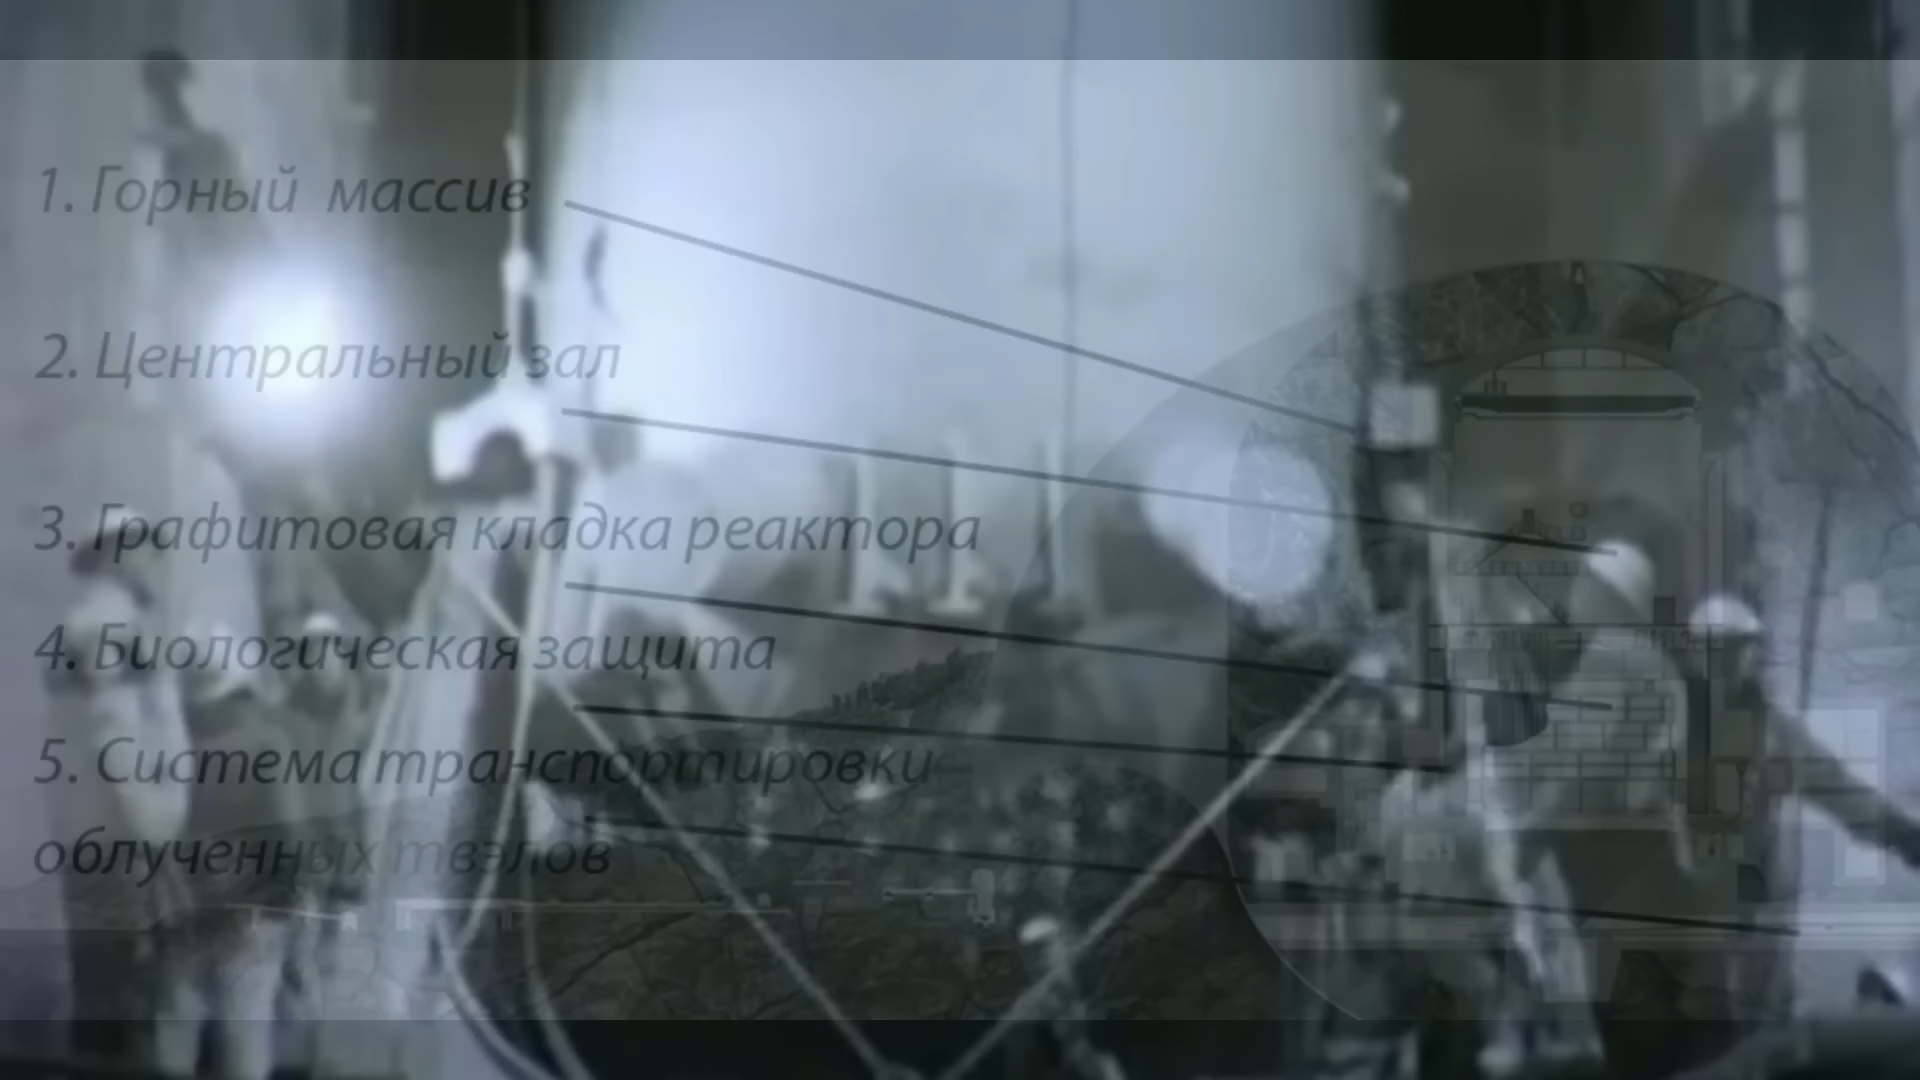 1. Горный массив
2. Центральный зал
3. Графитовая кладка реактора
4. Биологическая защита
5. Система транспортировки
облученных твэлов